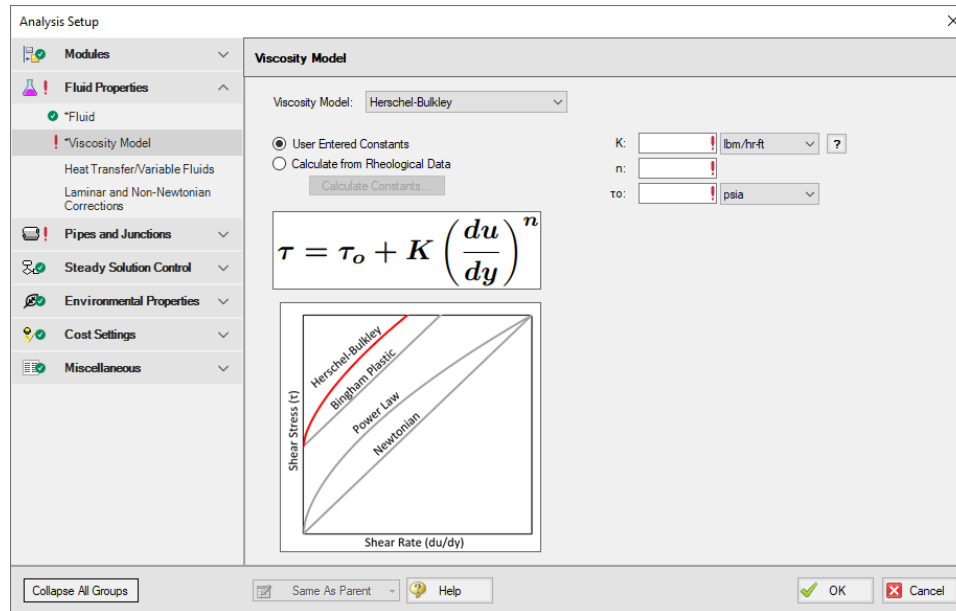 Analysis Setup
Modules
Fluid Properties
*Fluid
*Viscosity Model
Heat Transfer/Variable Fluids
Laminar and Non-Newtonian
Corrections
Pipes and Junctions
Steady Solution Control
Environmental Properties
Cost Settings
Miscellaneous
Collapse All Groups
Viscosity Model
Viscosity Model: Herschel-Bulkley
User Entered Constants
Calculate from Rheological Data
Calculate Constants...
K: ! lbm/hr-ft ?
n: !
τo: ! psia
τ = τo + K (du/dy)^n
Herschel-Bulkley
Bingham Plastic
Power Law
Newtonian
Shear Stress (τ)
Shear Rate (du/dy)
Same As Parent
Help
OK
Cancel